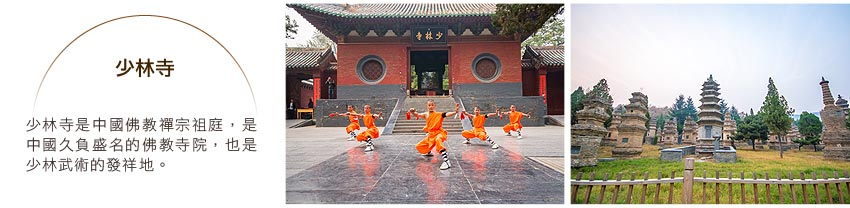 少林寺
少林寺是中國佛教禪宗祖庭，是
中國久負盛名的佛教寺院，也是
少林武術的發祥地。
寺林少